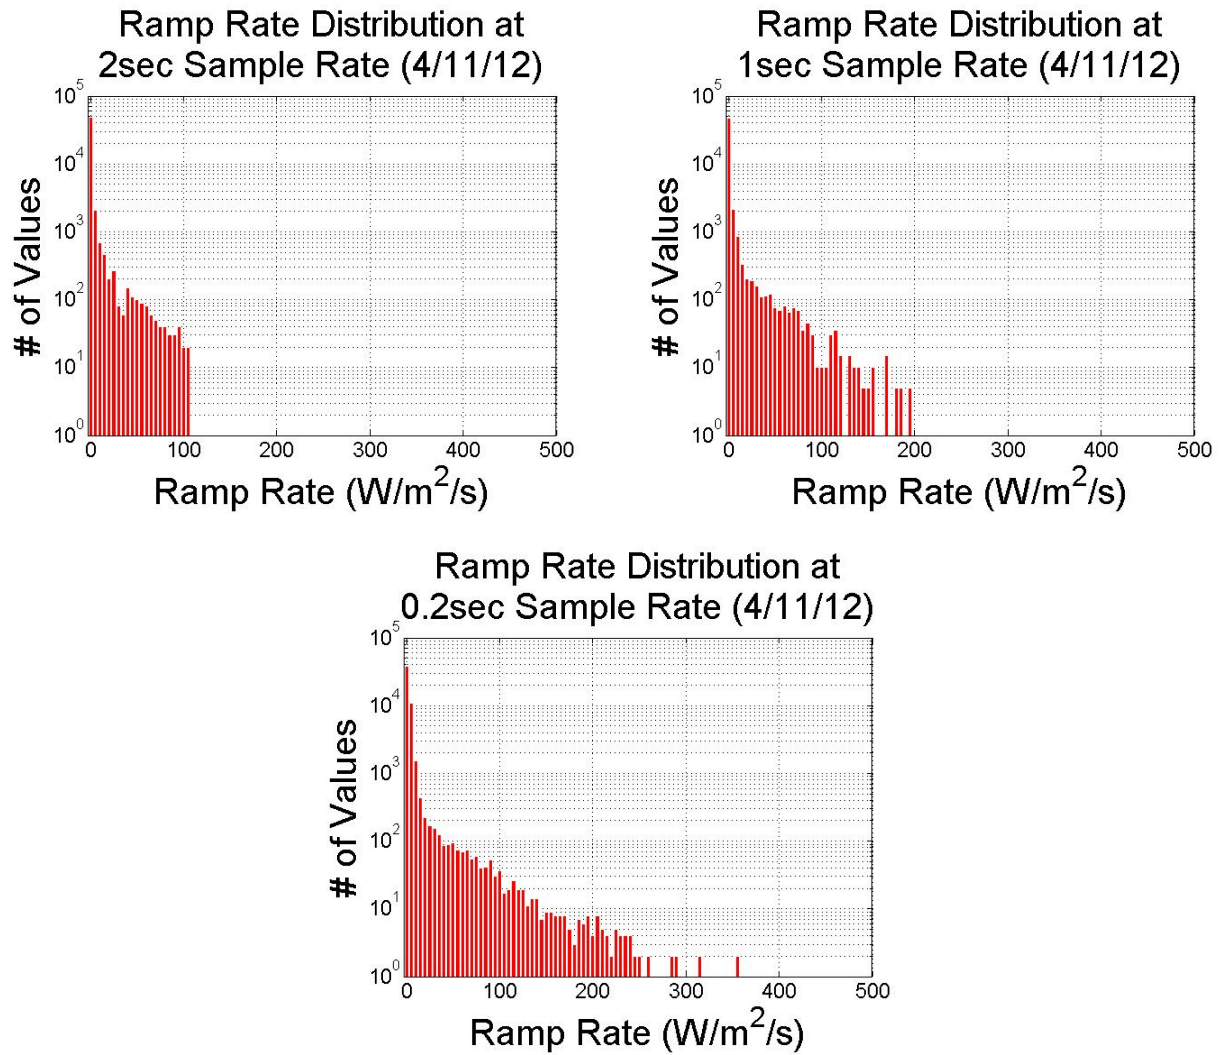 Ramp Rate Distribution at
2sec Sample Rate (4/11/12)
10^5
10^4
10^3
10^2
10^1
10^0
# of Values
0 100 200 300 400 500
Ramp Rate (W/m^2/s)
Ramp Rate Distribution at
1sec Sample Rate (4/11/12)
10^5
10^4
10^3
10^2
10^1
10^0
# of Values
0 100 200 300 400 500
Ramp Rate (W/m^2/s)
Ramp Rate Distribution at
0.2sec Sample Rate (4/11/12)
10^5
10^4
10^3
10^2
10^1
10^0
# of Values
0 100 200 300 400 500
Ramp Rate (W/m^2/s)